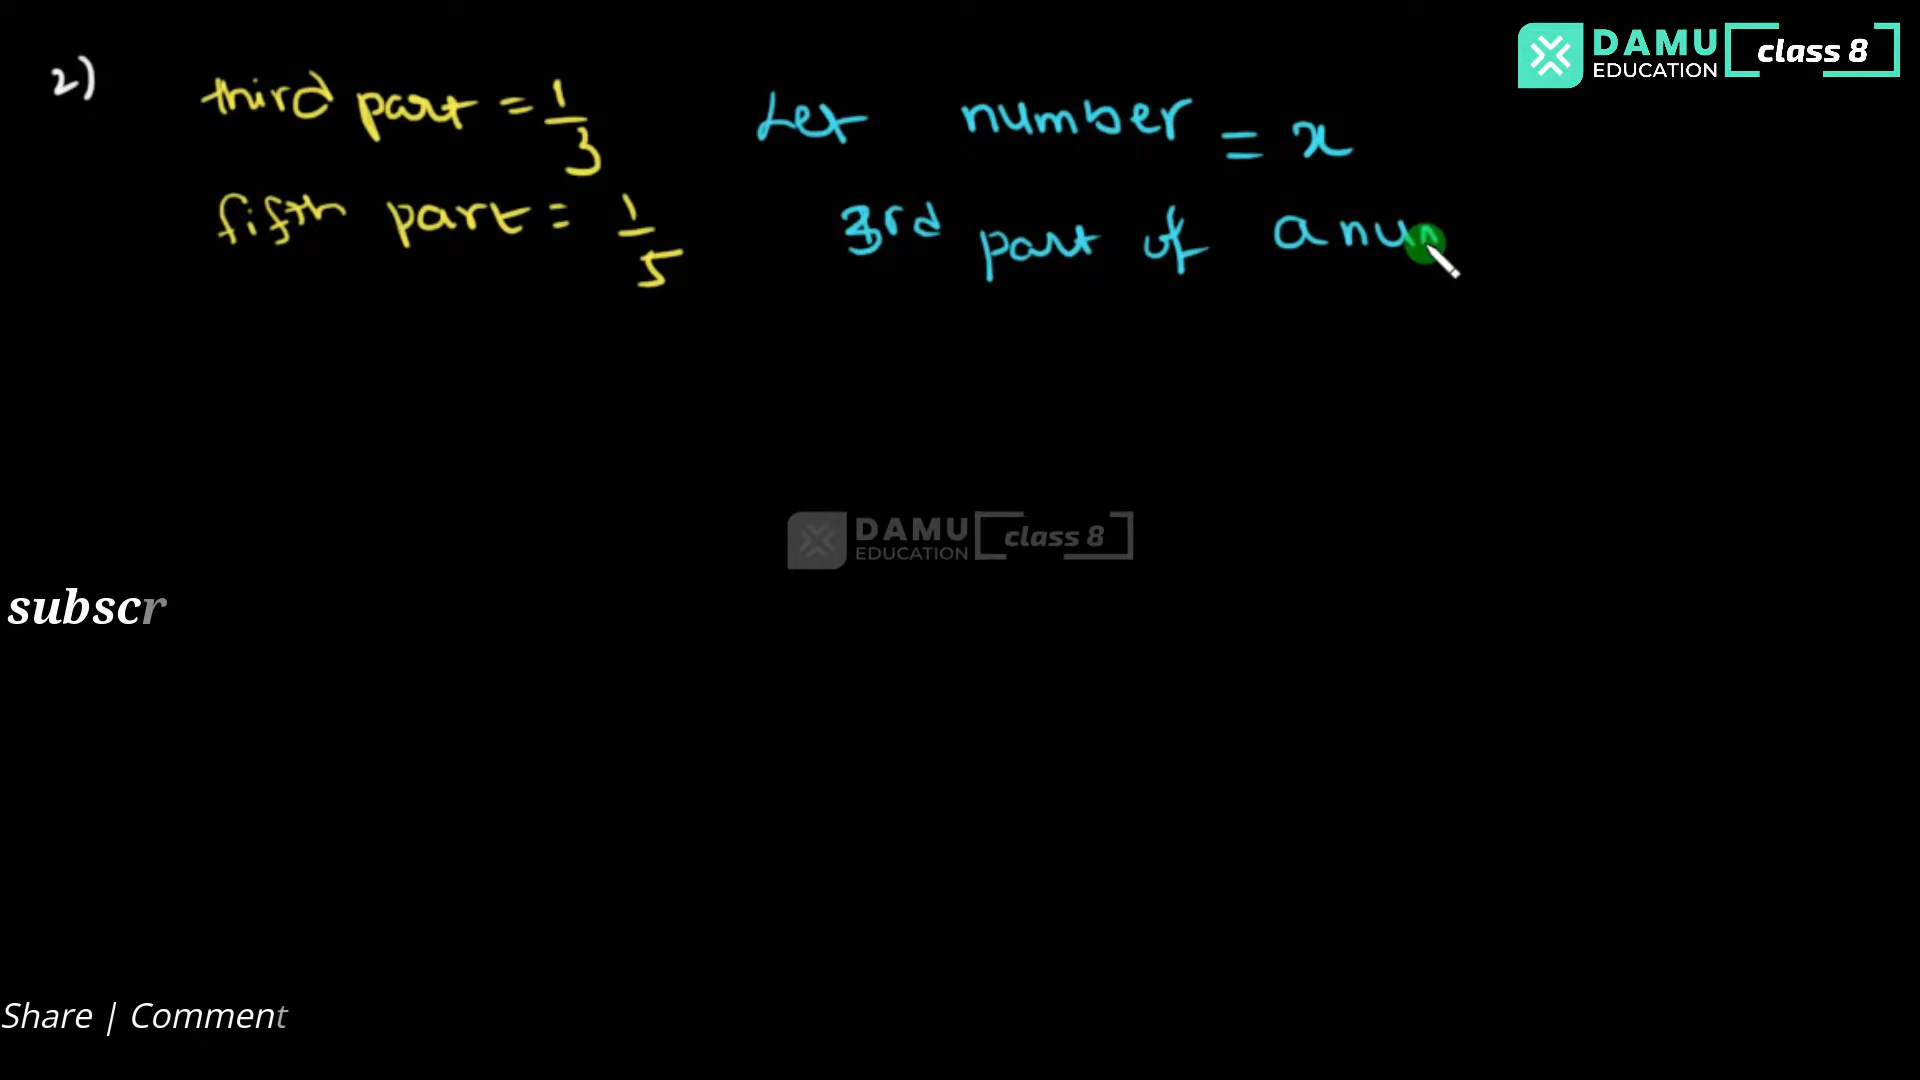 DAMU
EDUCATION
class 8
2)
third part = 1/3
Let number = x
fifth part = 1/5
3rd part of a num
DAMU
EDUCATION
class 8
subscr
Share | Comment